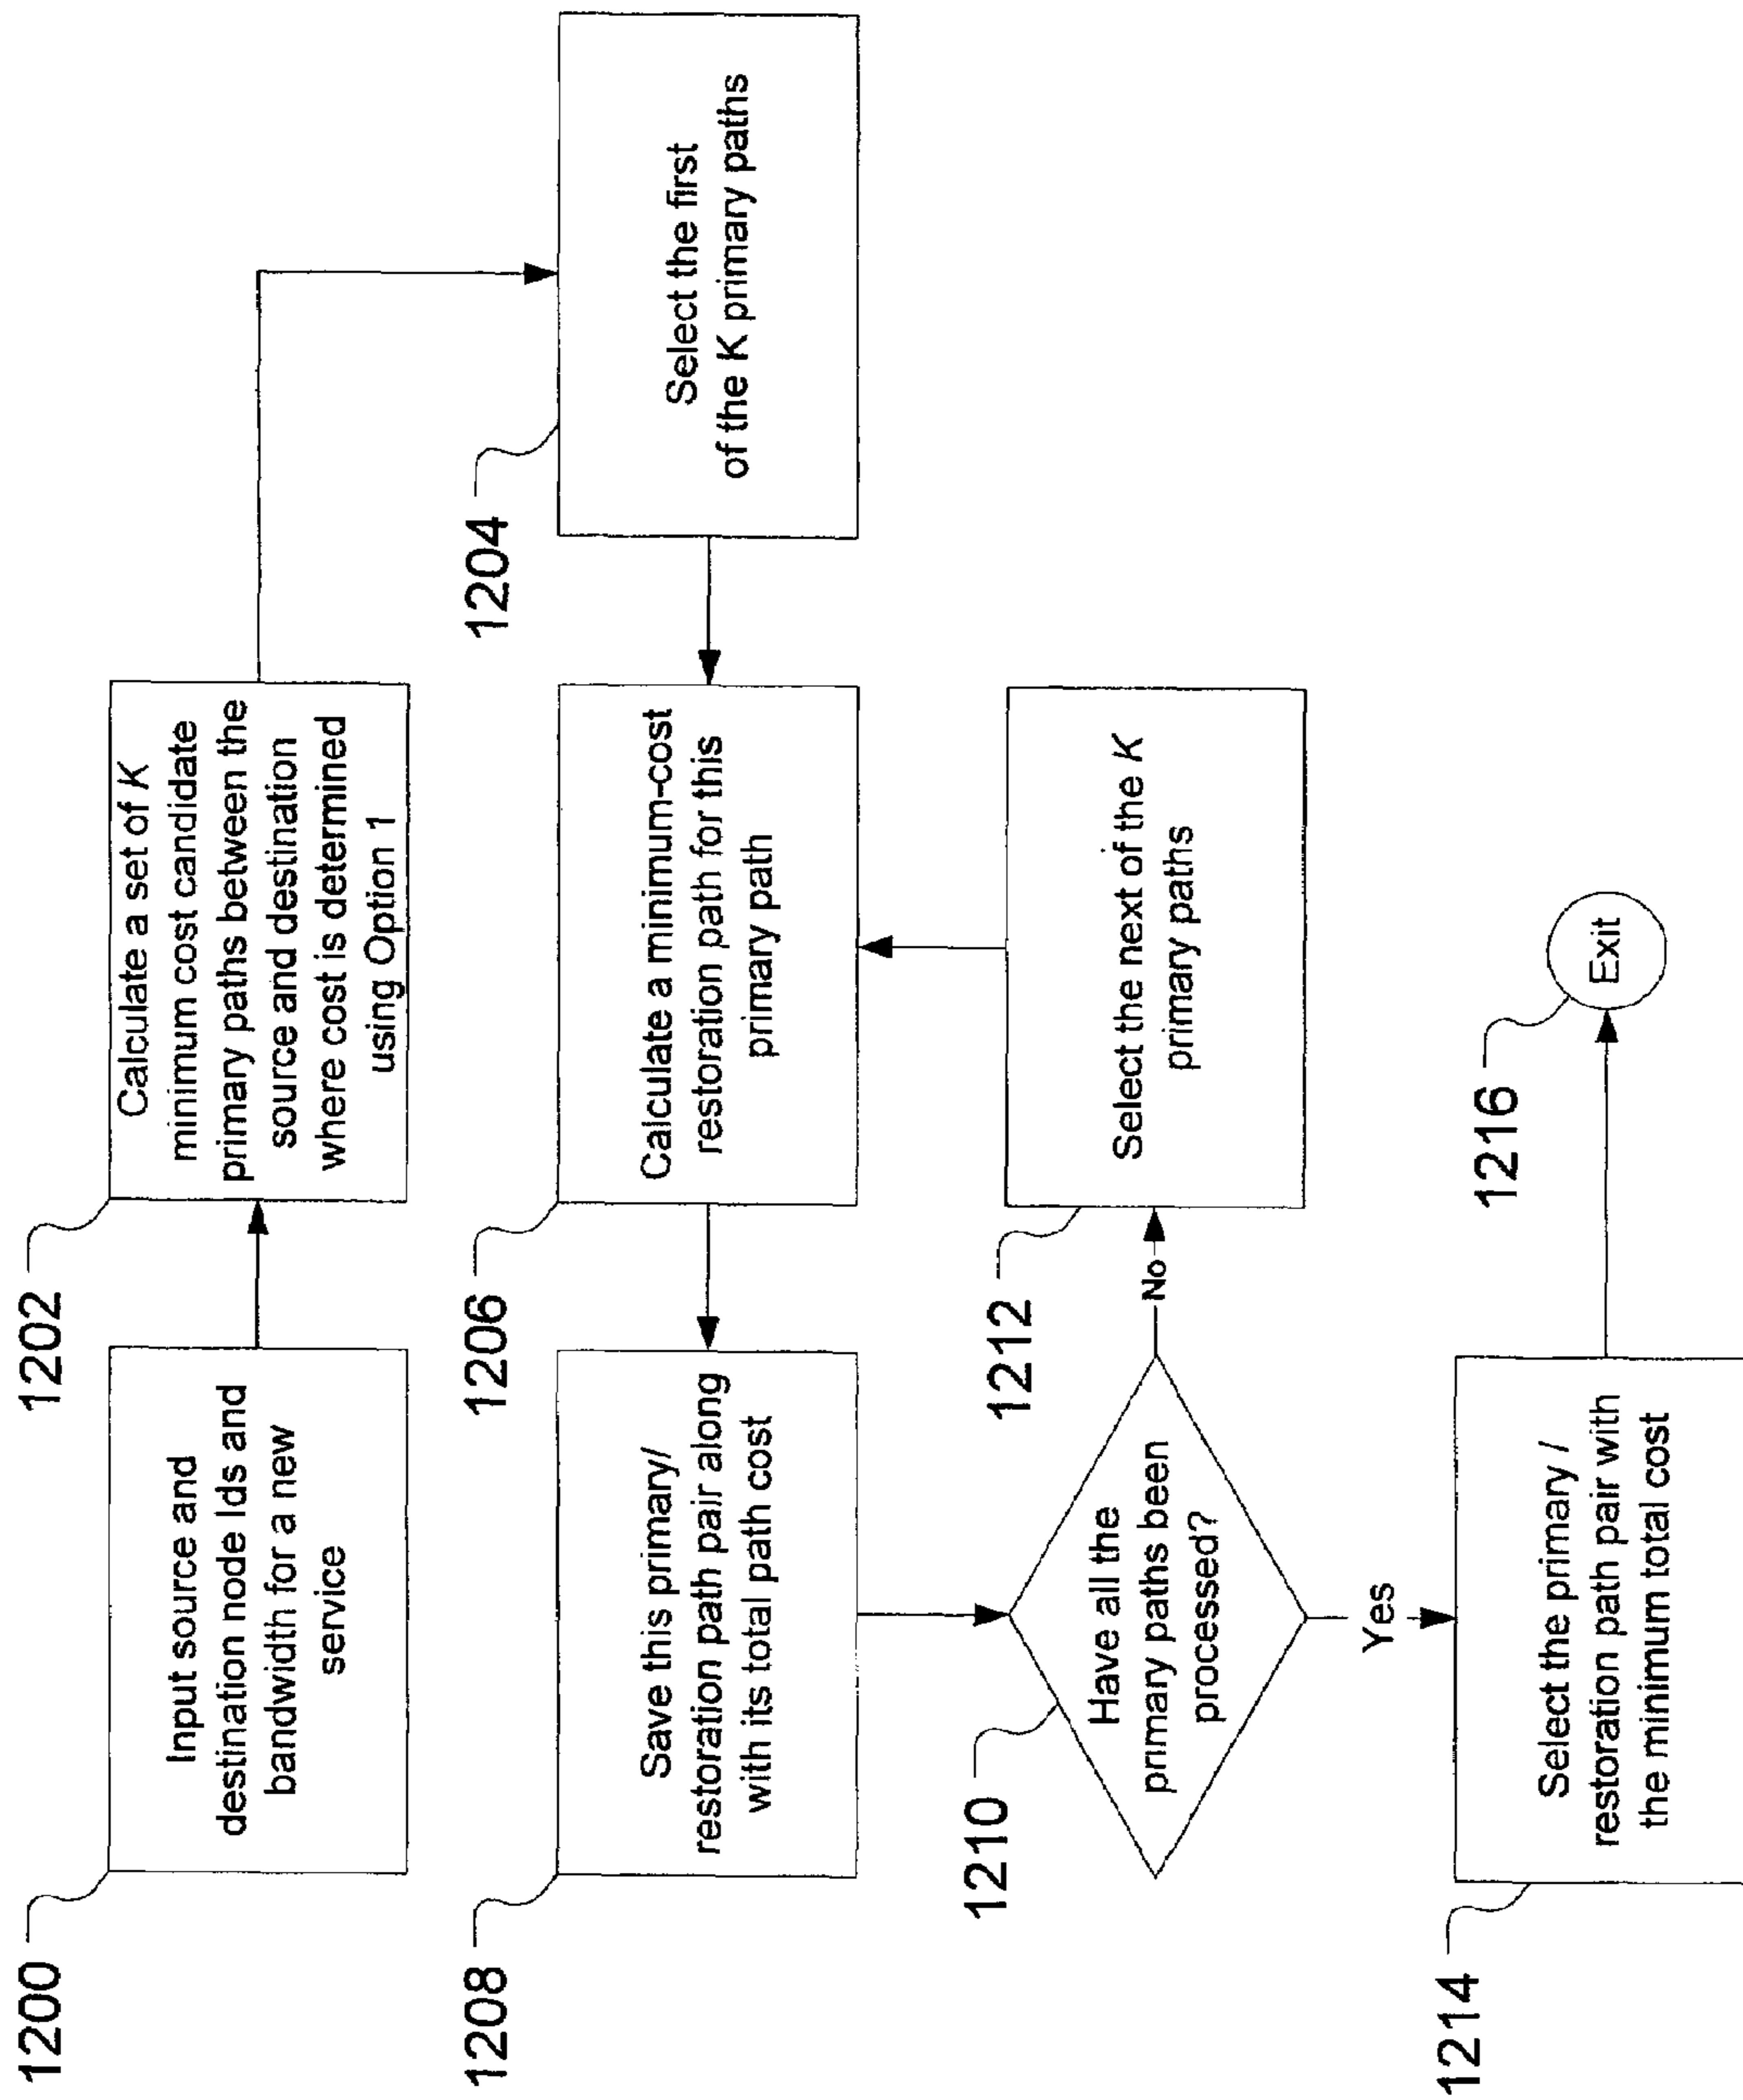 1200
Input source and
destination node Ids and
bandwidth for a new
service
1202
Calculate a set of K
minimum cost candidate
primary paths between the
source and destination
where cost is determined
using Option 1
1204
Select the first
of the K primary paths
1206
Calculate a minimum-cost
restoration path for this
primary path
1208
Save this primary/
restoration path pair along
with its total path cost
1210
Have all the
primary paths been
processed?
No
1212
Select the next of the K
primary paths
Yes
1214
Select the primary /
restoration path pair with
the minimum total cost
1216
Exit